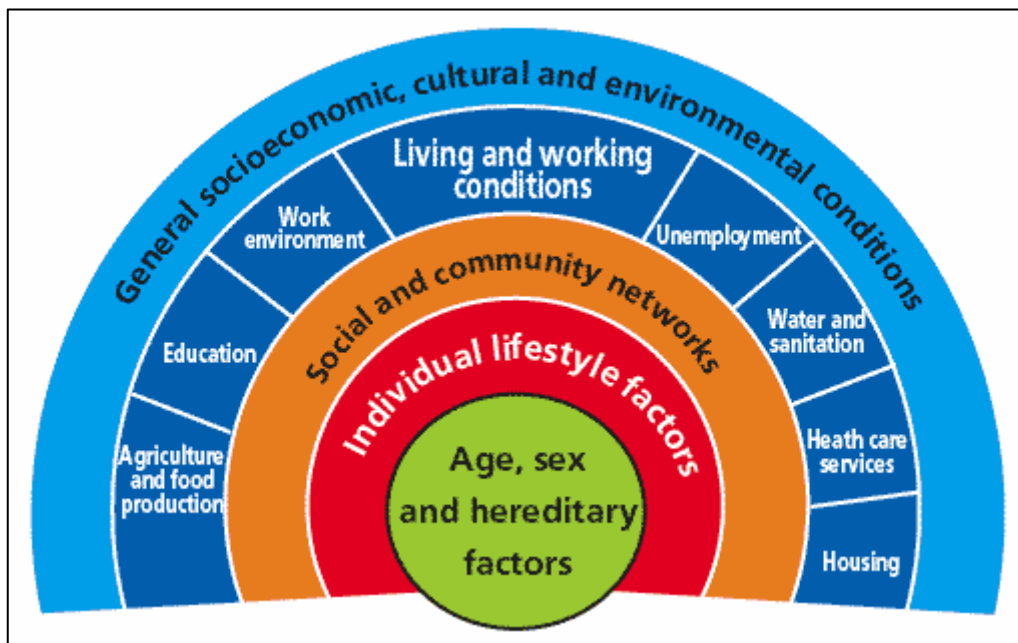 General socioeconomic, cultural and environmental conditions
Living and working
conditions
Work
environment
Unemployment
Education
Water and
sanitation
Agriculture
and food
production
Heath care
services
Housing
Social and community networks
Individual lifestyle factors
Age, sex
and hereditary
factors